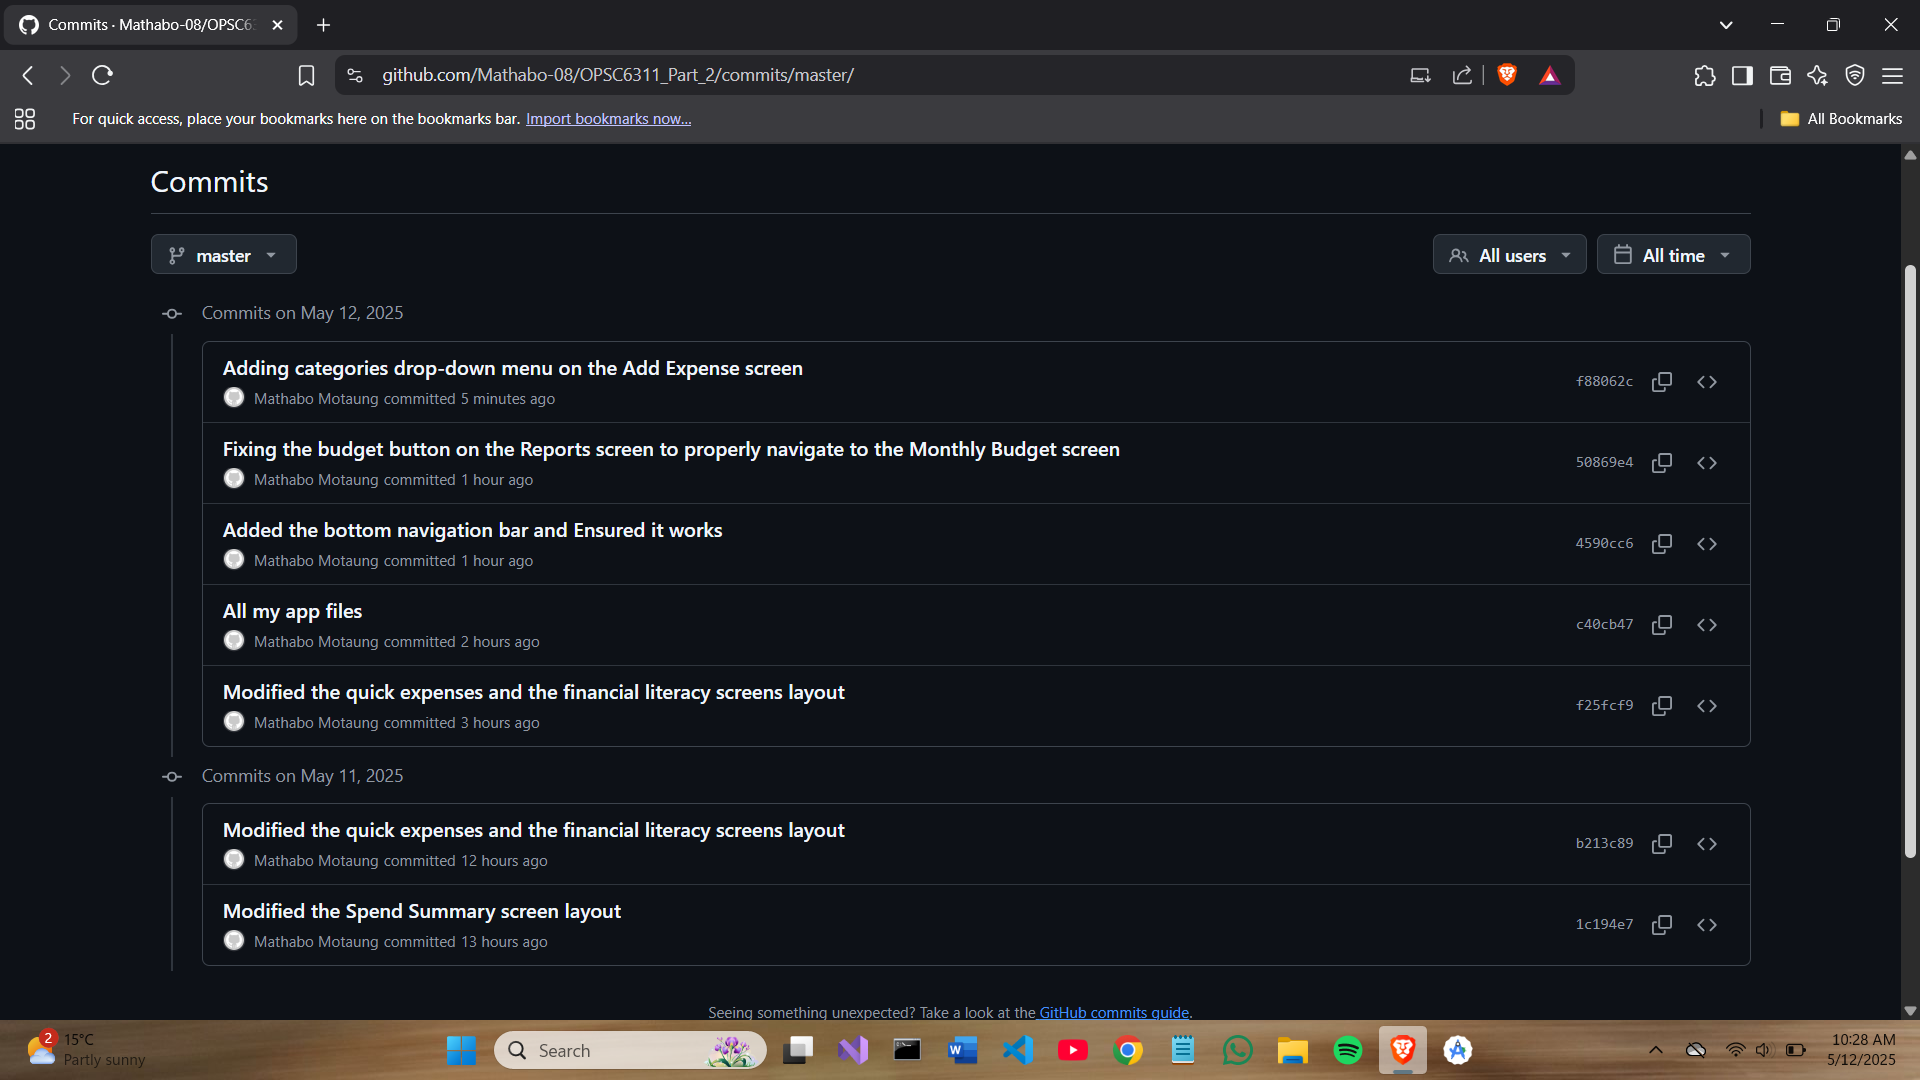 Commits · Mathabo-08/OPSC63
github.com/Mathabo-08/OPSC6311_Part_2/commits/master/
For quick access, place your bookmarks here on the bookmarks bar. Import bookmarks now...
All Bookmarks
Commits
master
All users
All time
Commits on May 12, 2025
Adding categories drop-down menu on the Add Expense screen
Mathabo Motaung committed 5 minutes ago
f88062c
Fixing the budget button on the Reports screen to properly navigate to the Monthly Budget screen
Mathabo Motaung committed 1 hour ago
50869e4
Added the bottom navigation bar and Ensured it works
Mathabo Motaung committed 1 hour ago
4590cc6
All my app files
Mathabo Motaung committed 2 hours ago
c40cb47
Modified the quick expenses and the financial literacy screens layout
Mathabo Motaung committed 3 hours ago
f25fcf9
Commits on May 11, 2025
Modified the quick expenses and the financial literacy screens layout
Mathabo Motaung committed 12 hours ago
b213c89
Modified the Spend Summary screen layout
Mathabo Motaung committed 13 hours ago
1c194e7
Seeing something unexpected? Take a look at the GitHub commits guide.
2
15°C
Partly sunny
Search
10:28 AM
5/12/2025